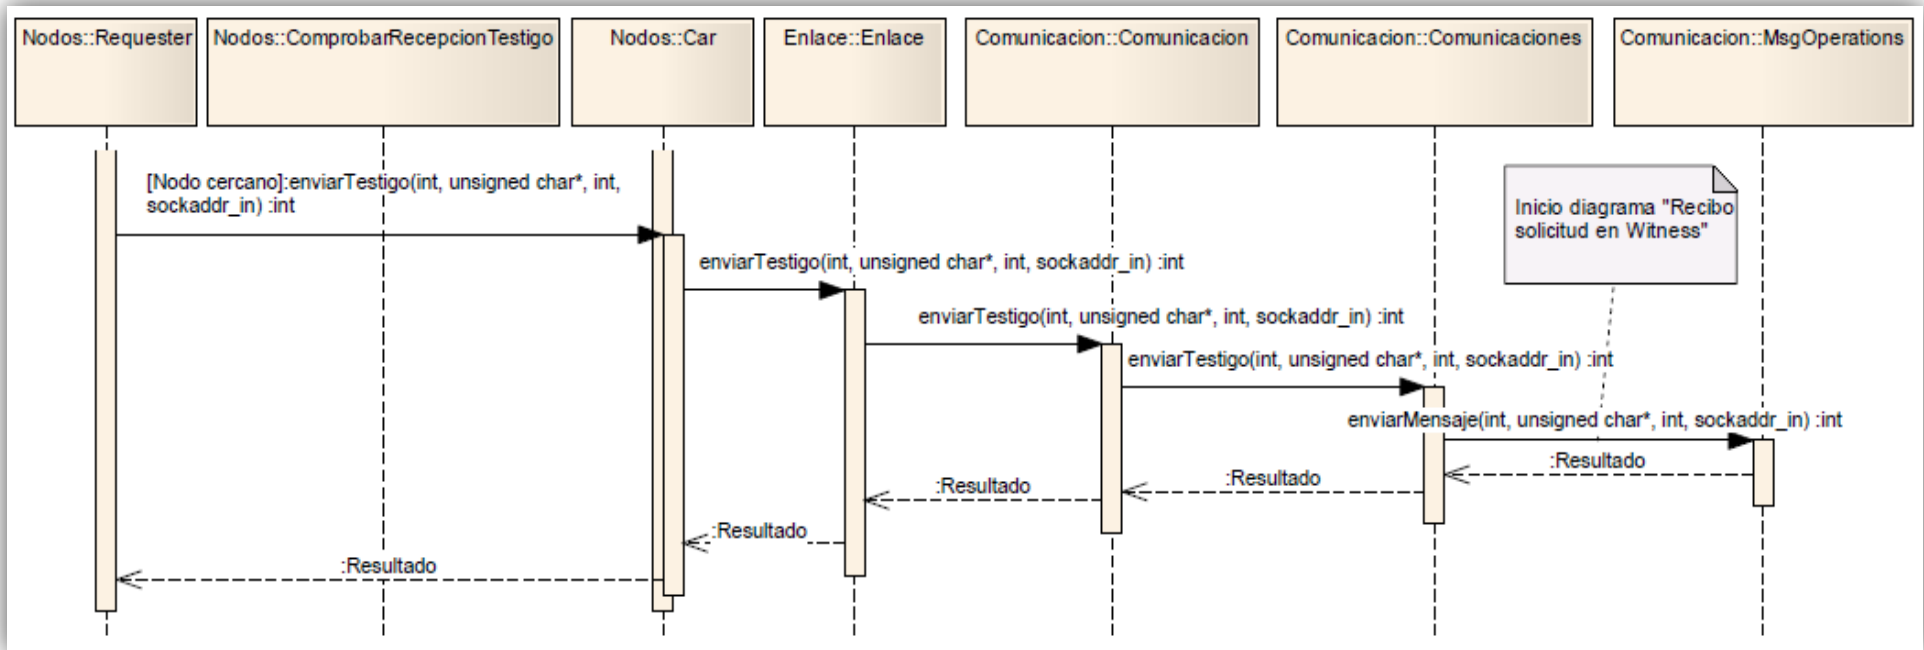 Nodos::Requester
Nodos::ComprobarRecepcionTestigo
Nodos::Car
Enlace::Enlace
Comunicacion::Comunicacion
Comunicacion::Comunicaciones
Comunicacion::MsgOperations
[Nodo cercano]:enviarTestigo(int, unsigned char*, int,
sockaddr_in) :int
Inicio diagrama "Recibo
solicitud en Witness"
enviarTestigo(int, unsigned char*, int, sockaddr_in) :int
enviarTestigo(int, unsigned char*, int, sockaddr_in) :int
enviarTestigo(int, unsigned char*, int, sockaddr_in) :int
enviarMensaje(int, unsigned char*, int, sockaddr_in) :int
:Resultado
:Resultado
:Resultado
:Resultado
:Resultado